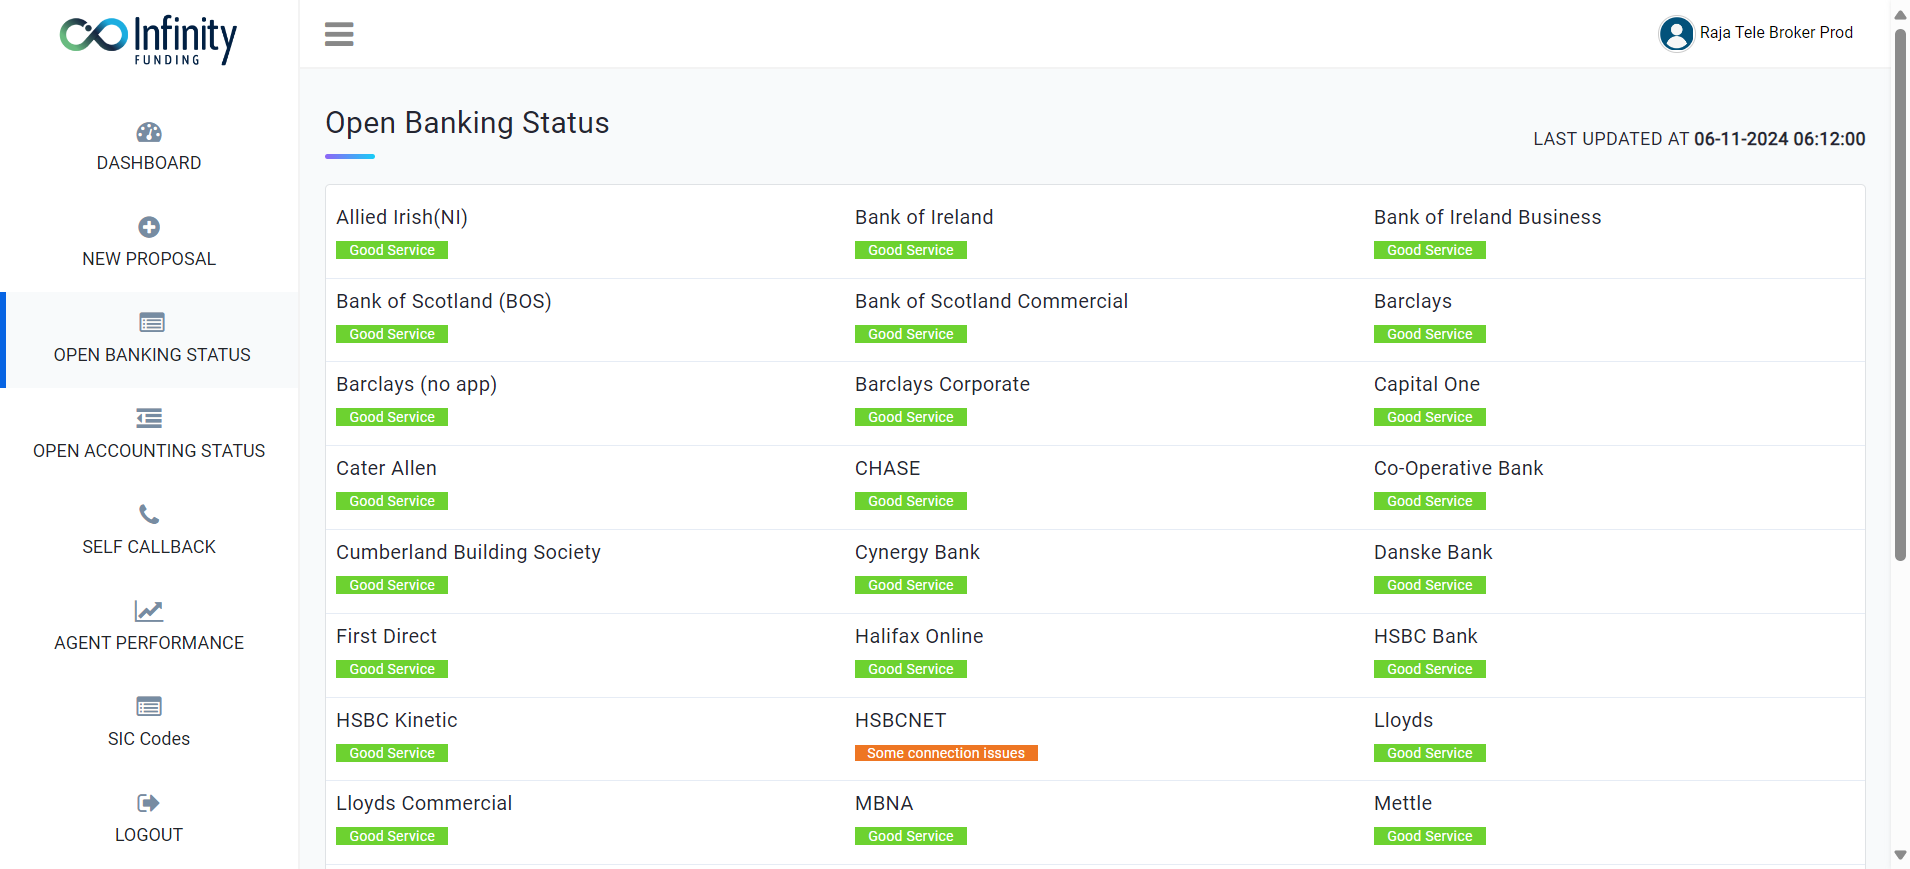 Infinity
FUNDING
Raja Tele Broker Prod
DASHBOARD
NEW PROPOSAL
OPEN BANKING STATUS
OPEN ACCOUNTING STATUS
SELF CALLBACK
AGENT PERFORMANCE
SIC Codes
LOGOUT
Open Banking Status
LAST UPDATED AT 06-11-2024 06:12:00
Allied Irish(NI)
Good Service
Bank of Ireland
Good Service
Bank of Ireland Business
Good Service
Bank of Scotland (BOS)
Good Service
Bank of Scotland Commercial
Good Service
Barclays
Good Service
Barclays (no app)
Good Service
Barclays Corporate
Good Service
Capital One
Good Service
Cater Allen
Good Service
CHASE
Good Service
Co-Operative Bank
Good Service
Cumberland Building Society
Good Service
Cynergy Bank
Good Service
Danske Bank
Good Service
First Direct
Good Service
Halifax Online
Good Service
HSBC Bank
Good Service
HSBC Kinetic
Good Service
HSBCNET
Some connection issues
Lloyds
Good Service
Lloyds Commercial
Good Service
MBNA
Good Service
Mettle
Good Service